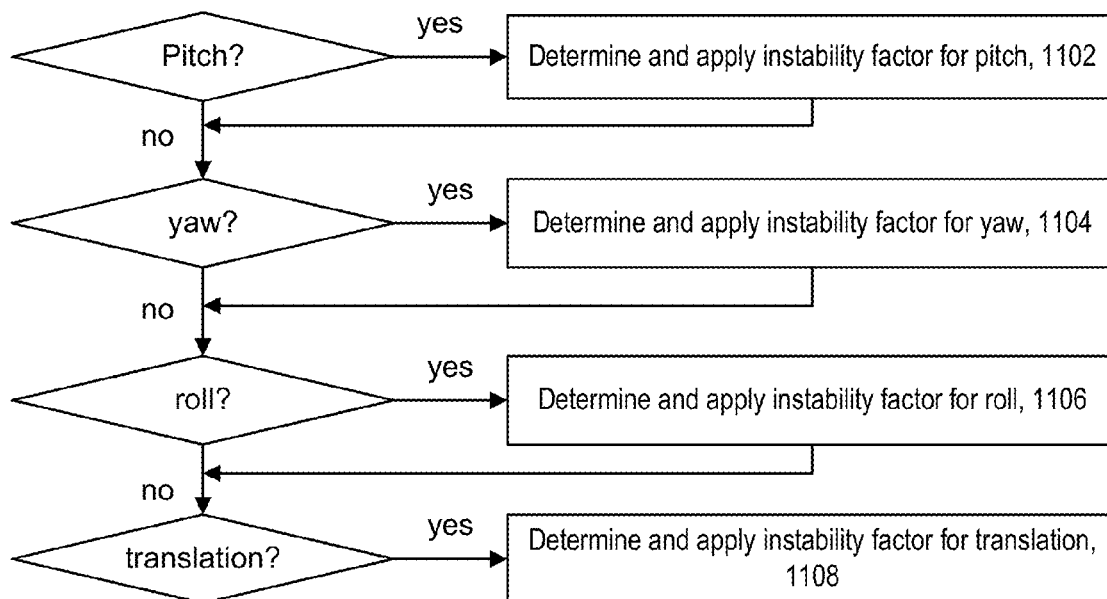 yes
Pitch?
Determine and apply instability factor for pitch, 1102
no
yes
yaw?
Determine and apply instability factor for yaw, 1104
no
yes
roll?
Determine and apply instability factor for roll, 1106
no
yes
translation?
Determine and apply instability factor for translation,
1108